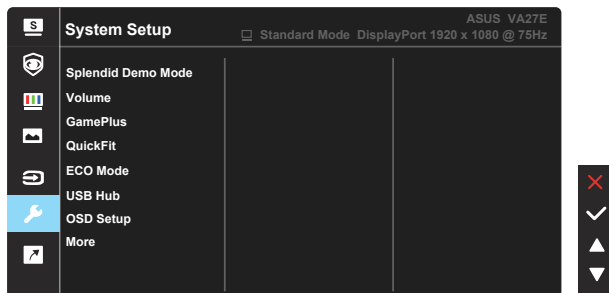 S
System Setup
ASUS VA27E
Standard Mode DisplayPort 1920 x 1080 @ 75Hz
Splendid Demo Mode
Volume
GamePlus
QuickFit
ECO Mode
USB Hub
OSD Setup
More